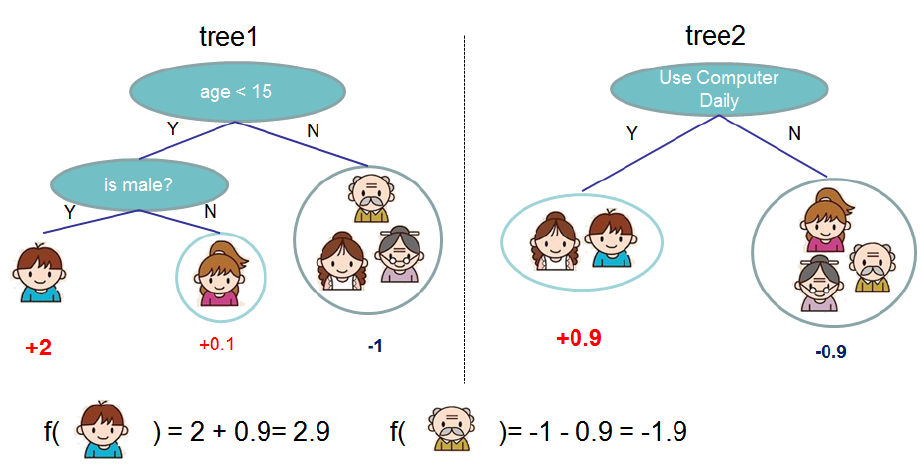 tree1
tree2
age < 15
Use Computer
Daily
Y
N
Y
N
is male?
Y
N
+2
+0.1
-1
+0.9
-0.9
f( ) = 2 + 0.9= 2.9
f( )= -1 - 0.9 = -1.9